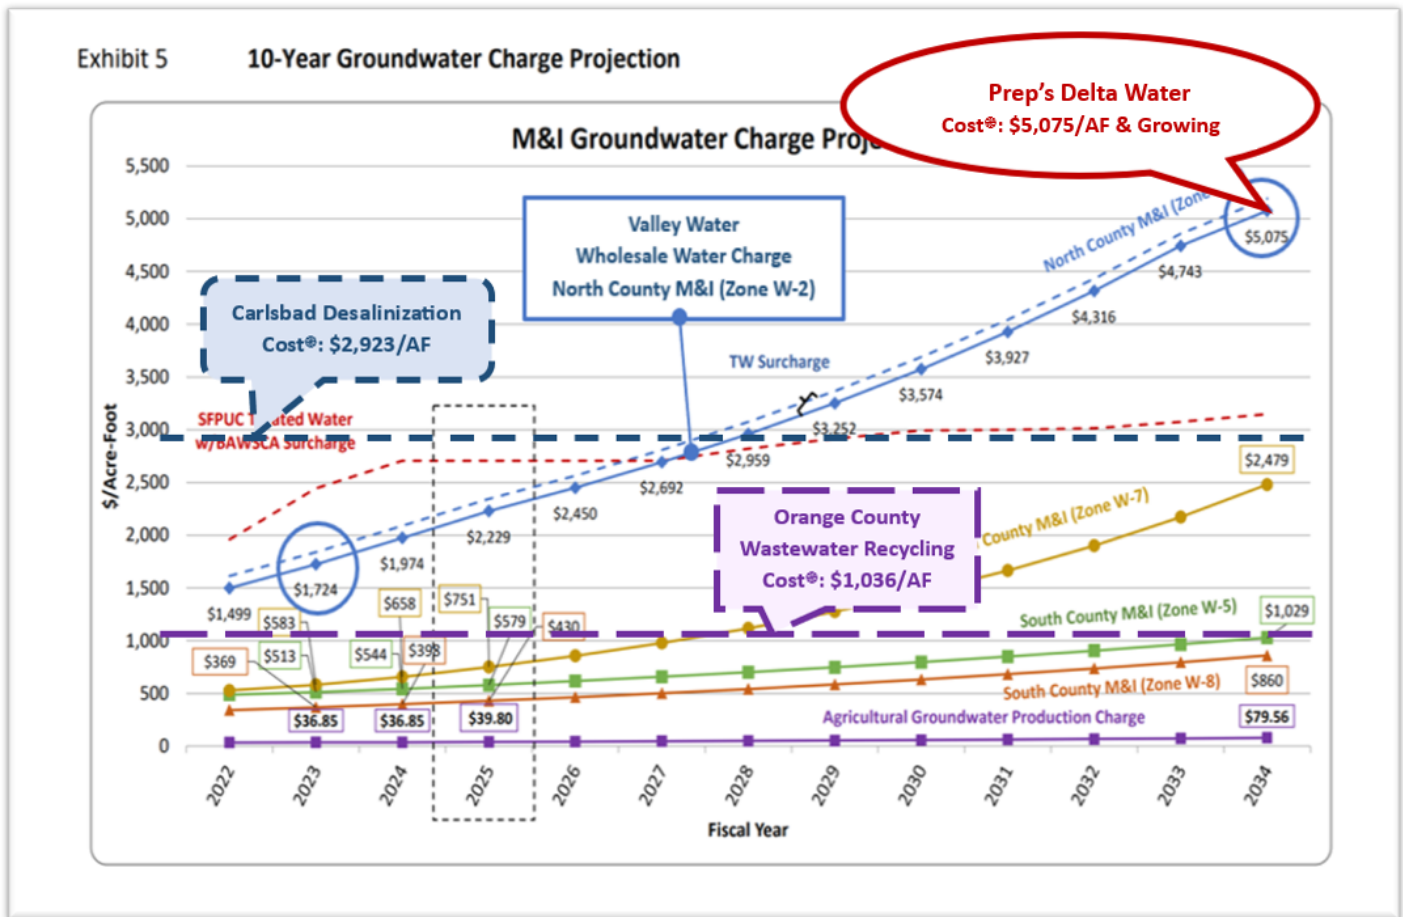 Exhibit 5 10-Year Groundwater Charge Projection
Prep's Delta Water
Cost®: $5,075/AF & Growing
M&I Groundwater Charge Proje
5,500
5,000
4,500
4,000
3,500
3,000
2,500
2,000
1,500
1,000
500
0
$/Acre-Foot
Valley Water
Wholesale Water Charge
North County M&I (Zone W-2)
Carlsbad Desalinization
Cost®: $2,923/AF
SFPUC T ated Water
w/BAWSCA Surcharge
TW Surcharge
North County M&I (Zone
Orange County
Wastewater Recycling
Cost®: $1,036/AF
County M&I (Zone W-7)
South County M&I (Zone W-5)
South County M&I (Zone W-8)
Agricultural Groundwater Production Charge
$1,499
$1,724
$1,974
$2,229
$2,450
$2,692
$2,959
$3,252
$3,574
$3,927
$4,316
$4,743
$5,075
$2,479
$583
$658
$751
$513
$544
$579
$1,029
$369
$393
$430
$860
$36.85
$36.85
$39.80
$79.56
2022
2023
2024
2025
2026
2027
2028
2029
2030
2031
2032
2033
2034
Fiscal Year